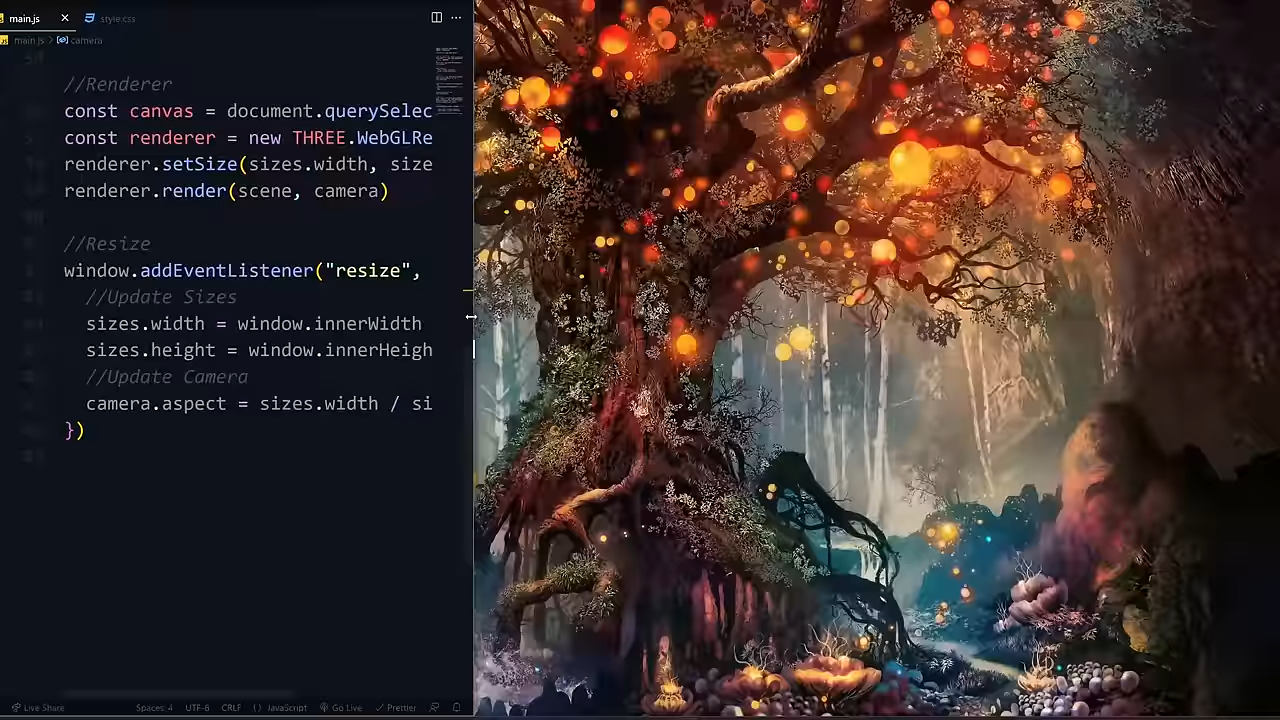 main.js
style.css
main.js > camera
//Renderer
const canvas = document.querySelec
const renderer = new THREE.WebGLRe
renderer.setSize(sizes.width, size
renderer.render(scene, camera)
//Resize
window.addEventListener("resize",
//Update Sizes
sizes.width = window.innerWidth
sizes.height = window.innerHeigh
//Update Camera
camera.aspect = sizes.width / si
})
Live Share Spaces: 4 UTF-8 CRLF {} JavaScript Go Live Prettier